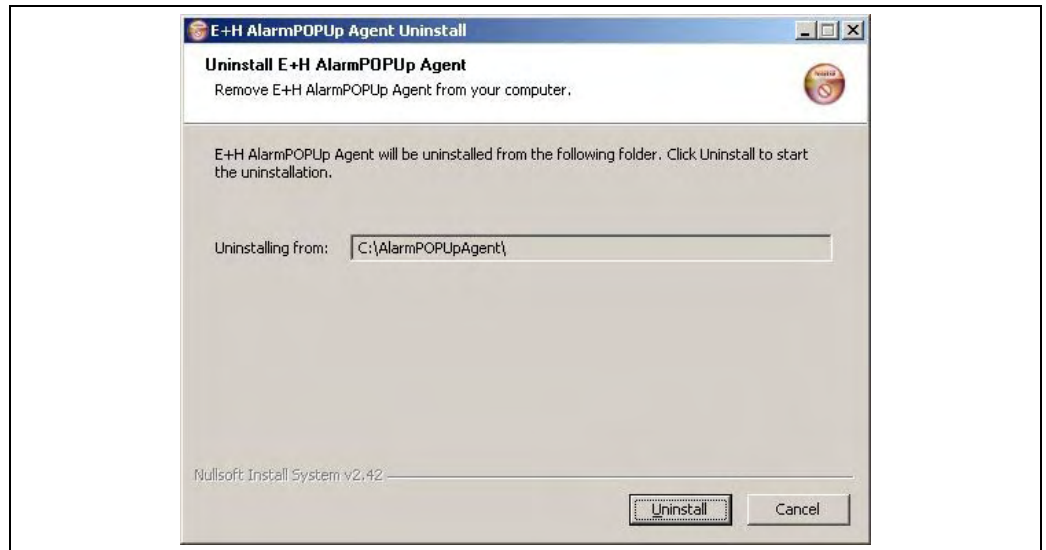 E+H AlarmPOPUp Agent Uninstall
Uninstall E+H AlarmPOPUp Agent
Remove E+H AlarmPOPUp Agent from your computer.
E+H AlarmPOPUp Agent will be uninstalled from the following folder. Click Uninstall to start
the uninstallation.
Uninstalling from: C:\AlarmPOPUpAgent\
Nullsoft Install System v2.42
Uninstall Cancel